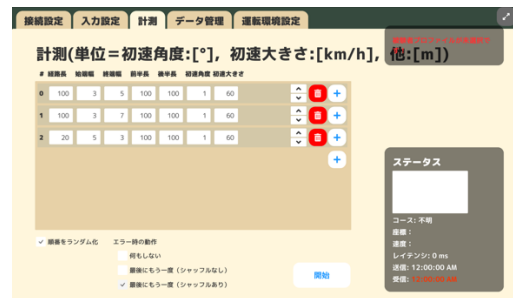 接続設定 入力設定 計測 データ管理 運転環境設定
計測(単位=初速角度:[°], 初速大きさ:[km/h], 他:[m])
# 経路長 始端幅 終端幅 前半長 後半長 初速角度 初速大きさ
0 100 3 5 100 100 1 60
1 100 3 7 100 100 1 60
2 20 5 3 100 100 1 60
ステータス
コース: 不明
座標 :
速度 :
レイテンシ: 0 ms
送信: 12:00:00 AM
受信: 12:00:00 AM
順番をランダム化
エラー時の動作
何もしない
最後にもう一度 (シャッフルなし)
最後にもう一度 (シャッフルあり)
開始